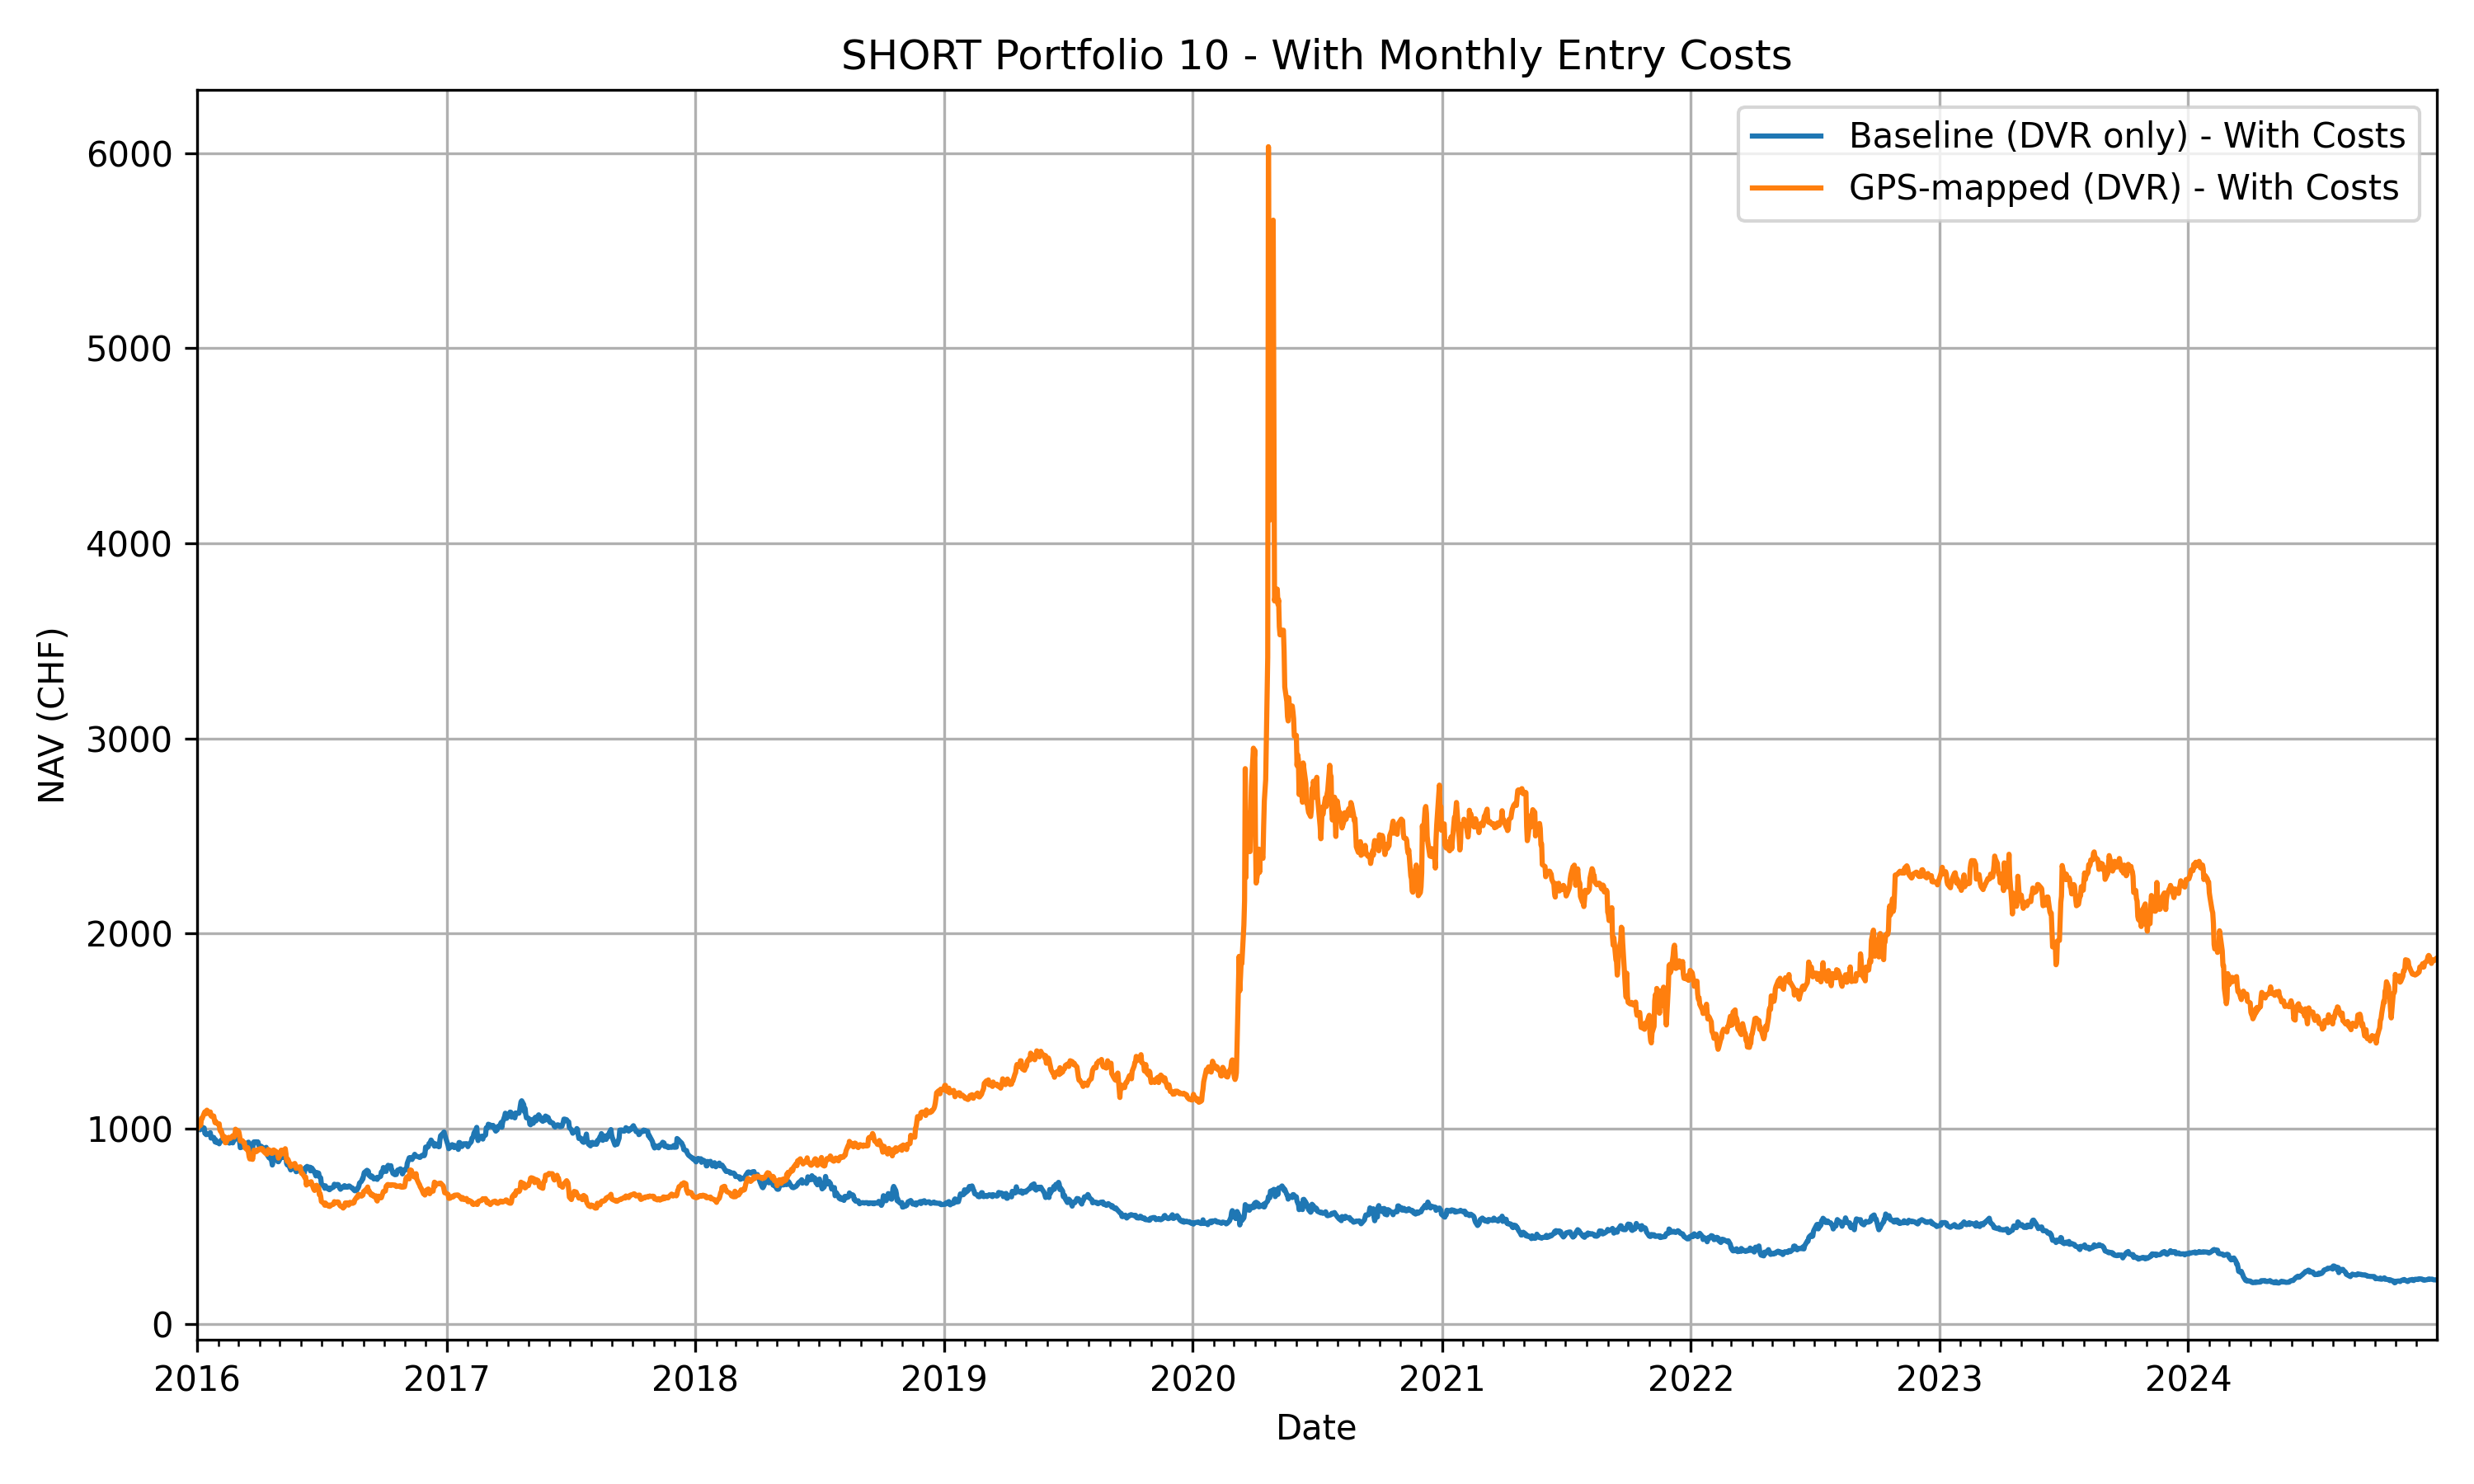 SHORT Portfolio 10 - With Monthly Entry Costs
Baseline (DVR only) - With Costs
GPS-mapped (DVR) - With Costs
NAV (CHF)
6000
5000
4000
3000
2000
1000
0
2016 2017 2018 2019 2020 2021 2022 2023 2024
Date